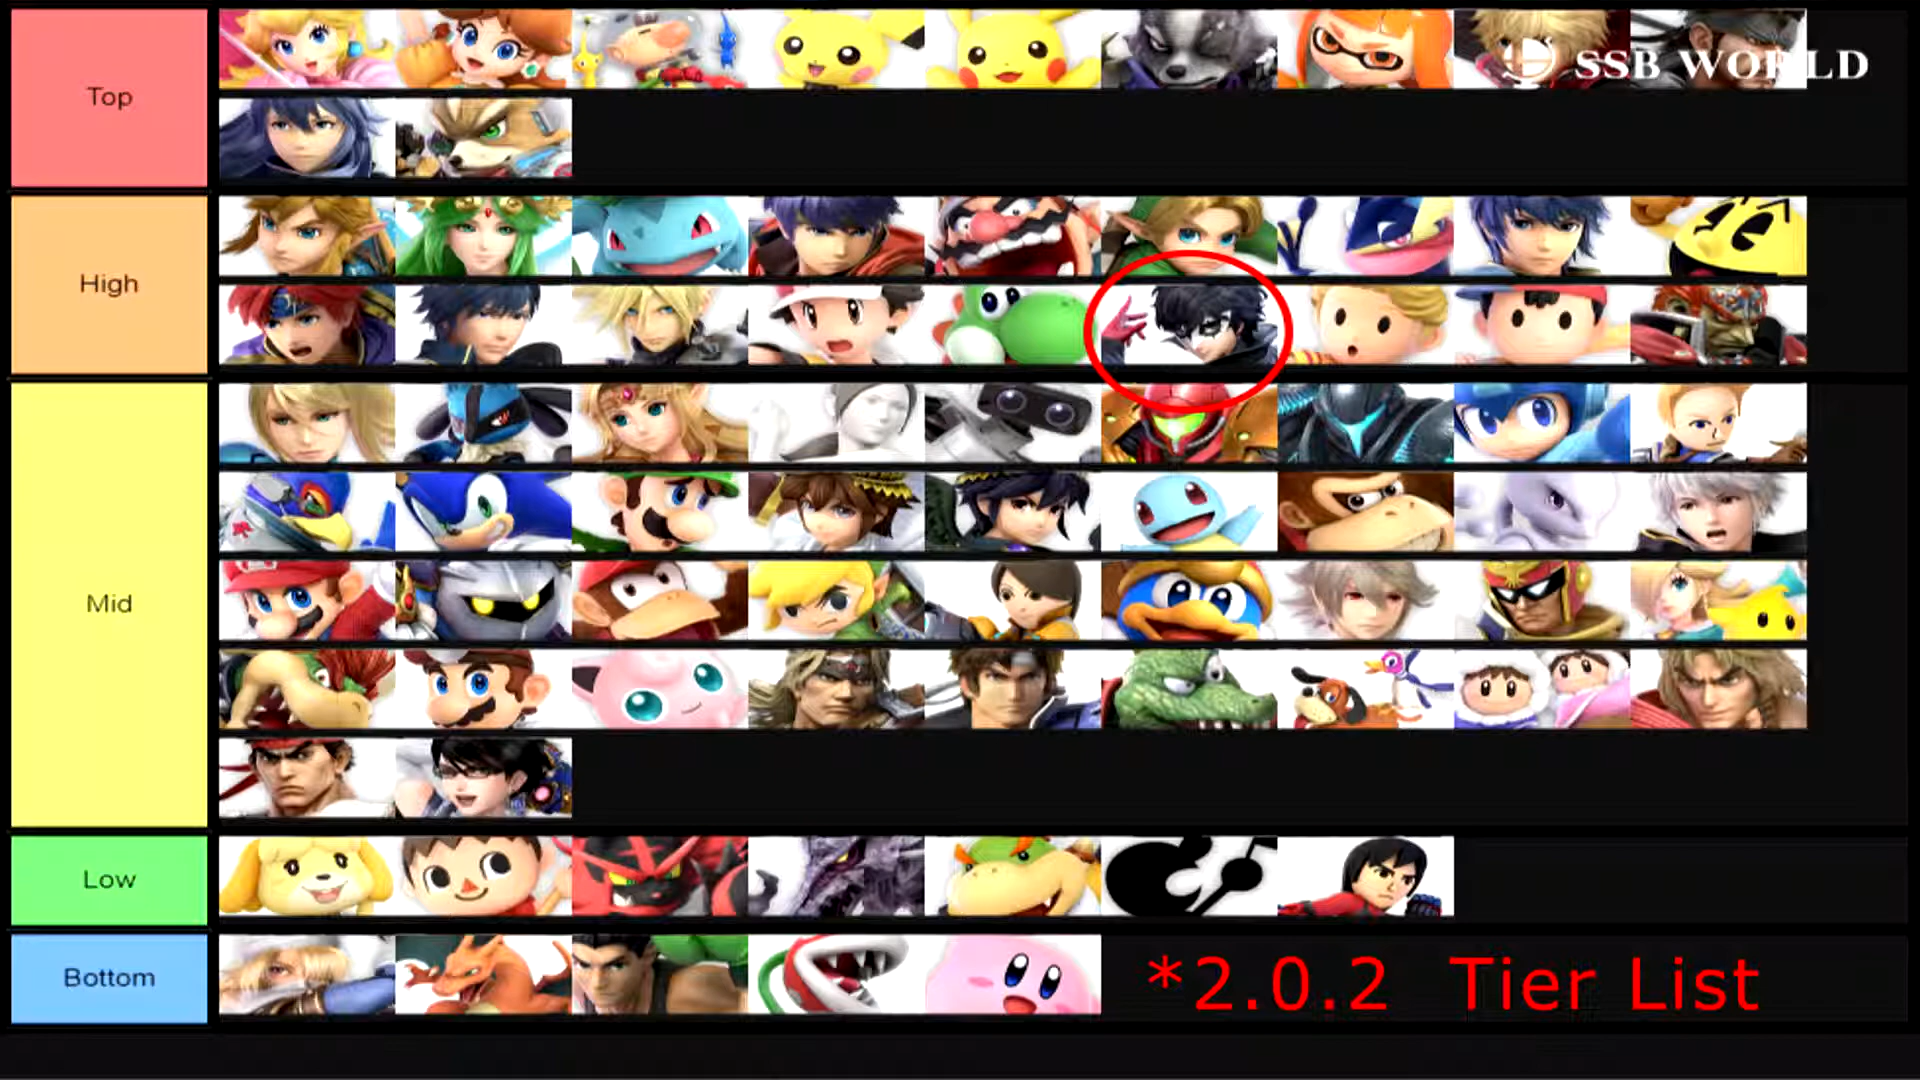 Top
SSB WORLD
High
Mid
Low
Bottom
*2.0.2 Tier List